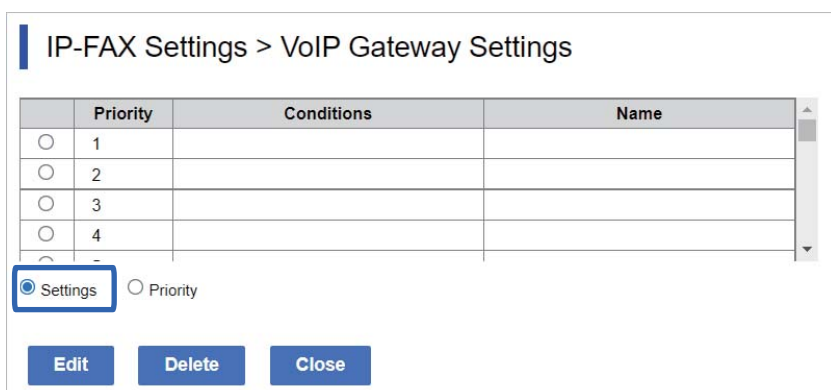 IP-FAX Settings > VoIP Gateway Settings
Priority Conditions Name
1
2
3
4
Settings Priority
Edit Delete Close